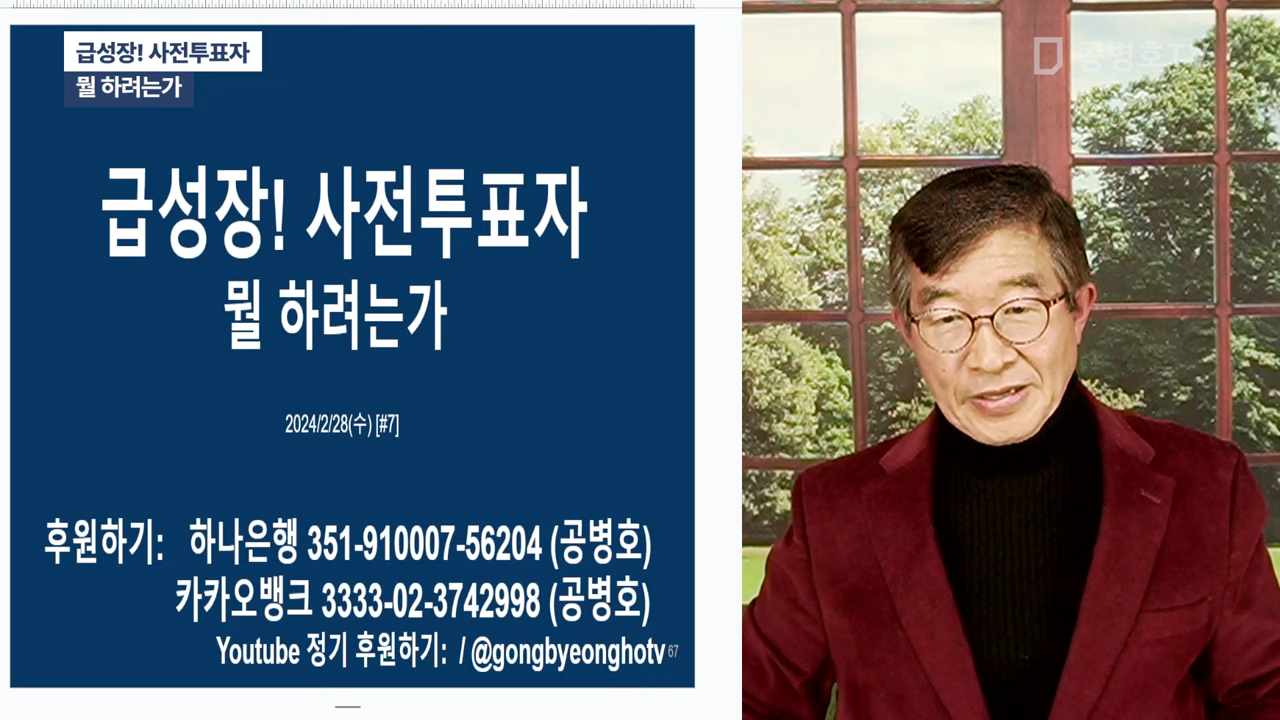 급성장! 사전투표자
뭘 하려는가
공병호TV
급성장! 사전투표자
뭘 하려는가
2024/2/28(수) [#7]
후원하기: 하나은행 351-910007-56204 (공병호)
카카오뱅크 3333-02-3742998 (공병호)
Youtube 정기 후원하기: / @gongbyeonghotv
67